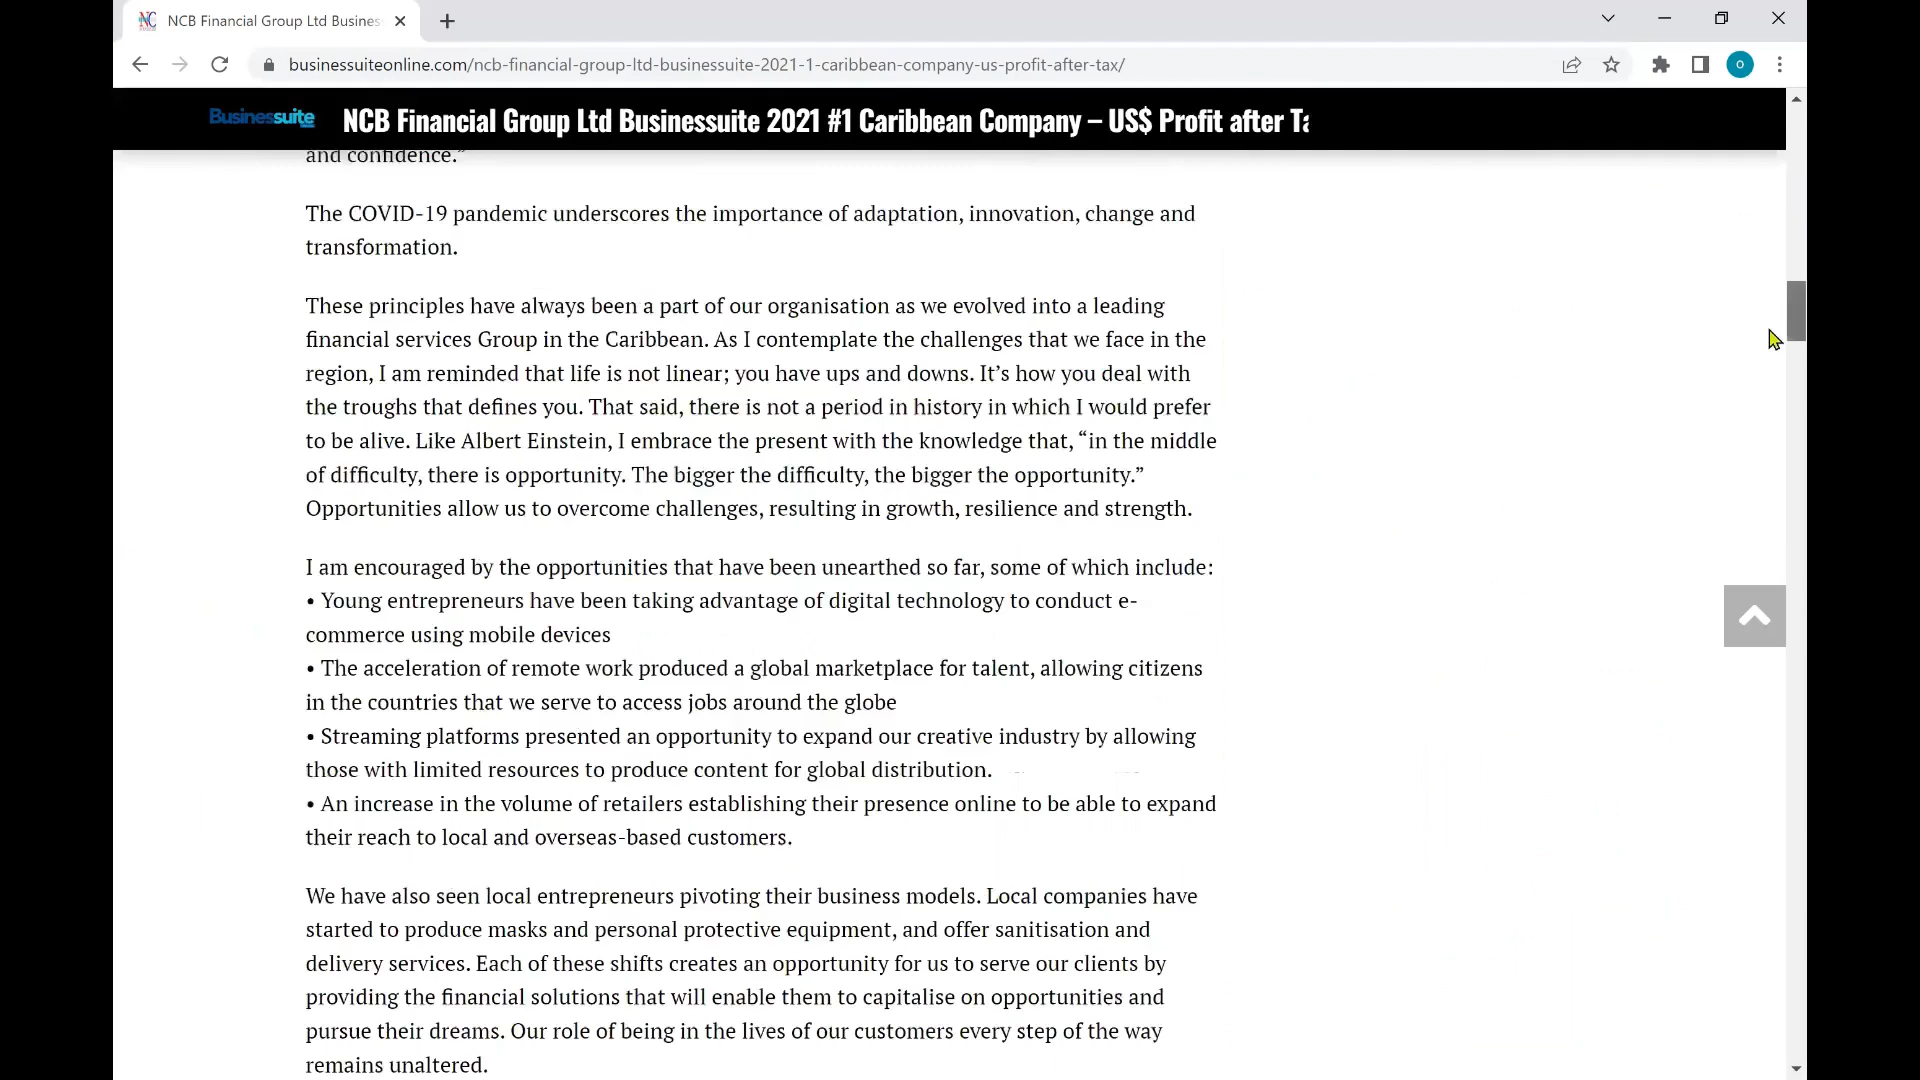 NCB Financial Group Ltd Busines
businessuiteonline.com/ncb-financial-group-ltd-businessuite-2021-1-caribbean-company-us-profit-after-tax/
o
Businessuite
NCB Financial Group Ltd Businessuite 2021 #1 Caribbean Company – US$ Profit after Ta
and confidence.”
The COVID-19 pandemic underscores the importance of adaptation, innovation, change and
transformation.
These principles have always been a part of our organisation as we evolved into a leading
financial services Group in the Caribbean. As I contemplate the challenges that we face in the
region, I am reminded that life is not linear; you have ups and downs. It’s how you deal with
the troughs that defines you. That said, there is not a period in history in which I would prefer
to be alive. Like Albert Einstein, I embrace the present with the knowledge that, “in the middle
of difficulty, there is opportunity. The bigger the difficulty, the bigger the opportunity.”
Opportunities allow us to overcome challenges, resulting in growth, resilience and strength.
I am encouraged by the opportunities that have been unearthed so far, some of which include:
• Young entrepreneurs have been taking advantage of digital technology to conduct e-
commerce using mobile devices
• The acceleration of remote work produced a global marketplace for talent, allowing citizens
in the countries that we serve to access jobs around the globe
• Streaming platforms presented an opportunity to expand our creative industry by allowing
those with limited resources to produce content for global distribution.
• An increase in the volume of retailers establishing their presence online to be able to expand
their reach to local and overseas-based customers.
We have also seen local entrepreneurs pivoting their business models. Local companies have
started to produce masks and personal protective equipment, and offer sanitisation and
delivery services. Each of these shifts creates an opportunity for us to serve our clients by
providing the financial solutions that will enable them to capitalise on opportunities and
pursue their dreams. Our role of being in the lives of our customers every step of the way
remains unaltered.